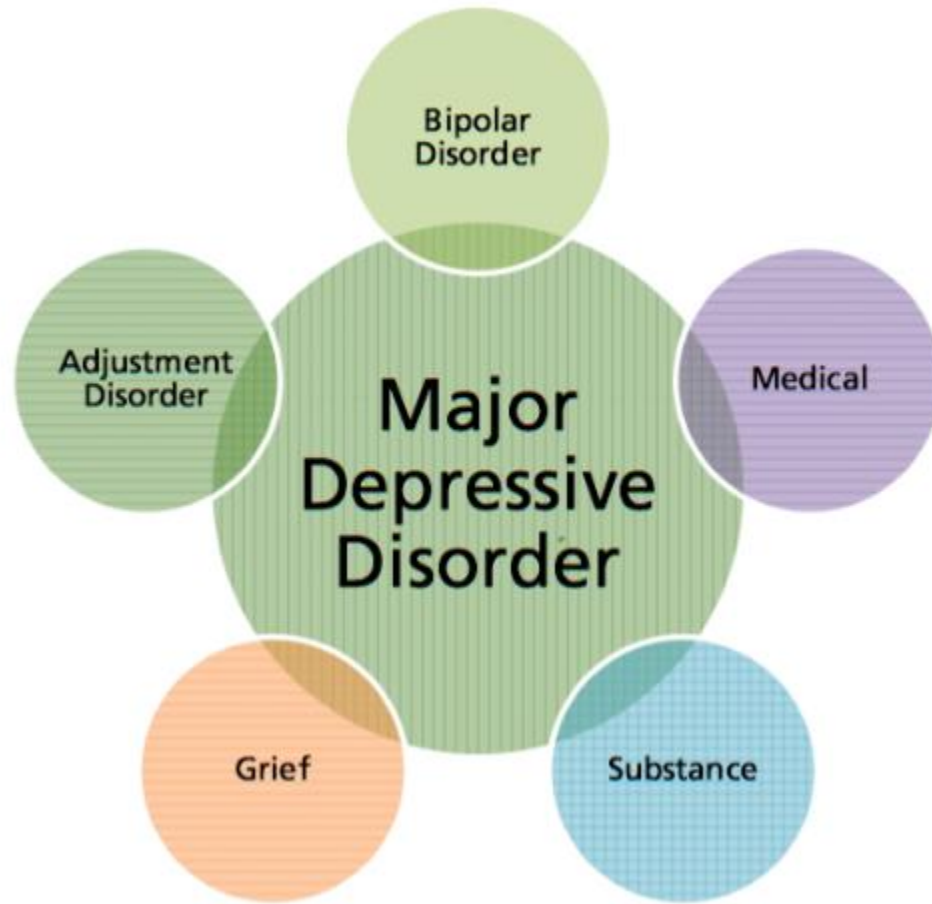 Bipolar
Disorder
Adjustment
Disorder
Medical
Major
Depressive
Disorder
Grief
Substance